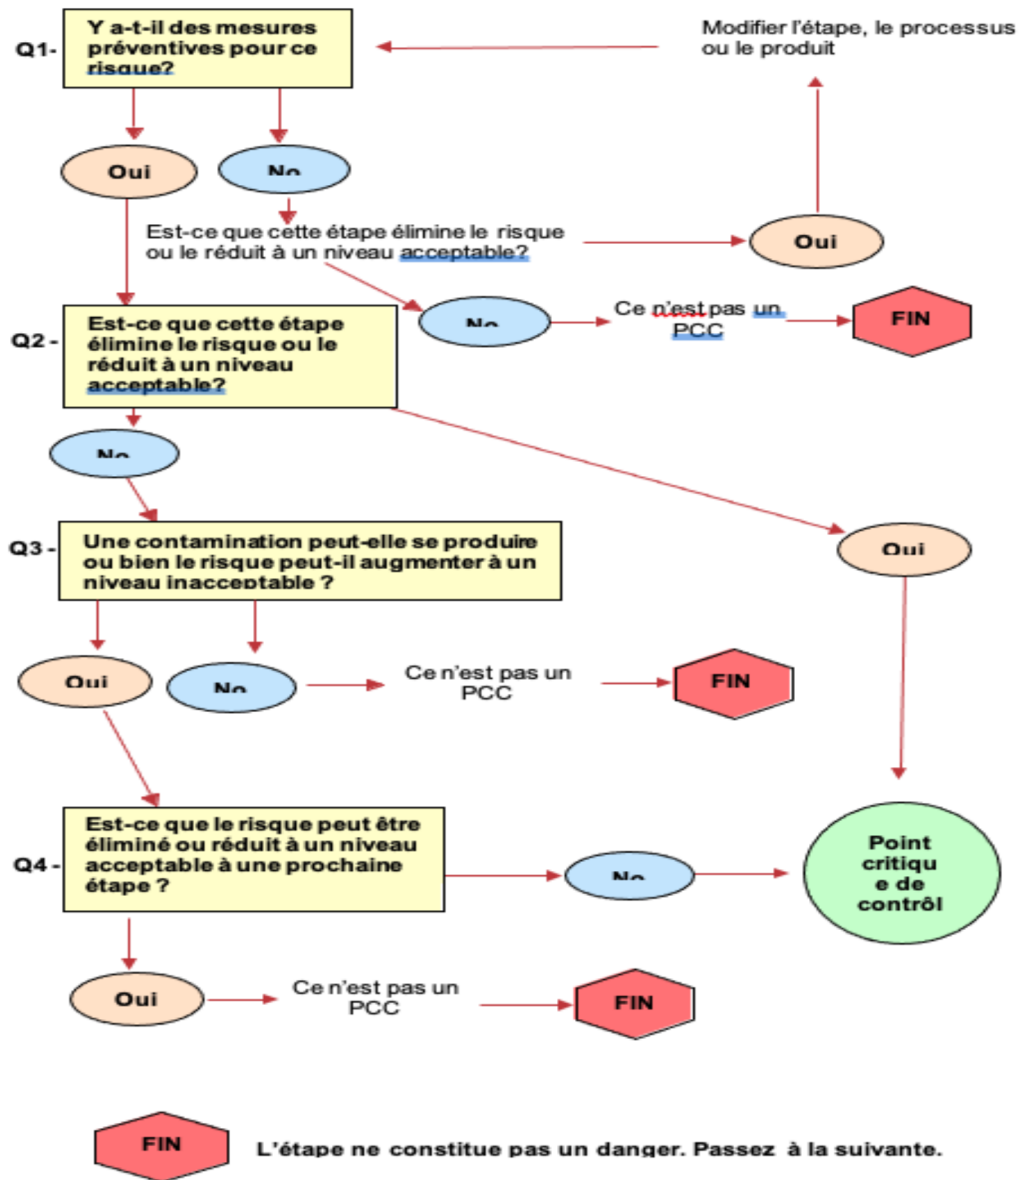 Q1-
Y a-t-il des mesures
préventives pour ce
risque?
Modifier l'étape, le processus
ou le produit
Oui
No
Est-ce que cette étape élimine le risque
ou le réduit à un niveau acceptable?
Oui
No
Ce n'est pas un
PCC
FIN
Q2 -
Est-ce que cette étape
élimine le risque ou le
réduit à un niveau
acceptable?
No
Oui
Q3 -
Une contamination peut-elle se produire
ou bien le risque peut-il augmenter à un
niveau inacceptable ?
Oui
No
Ce n'est pas un
PCC
FIN
Q4 -
Est-ce que le risque peut être
éliminé ou réduit à un niveau
acceptable à une prochaine
étape ?
No
Point
critiqu
e de
contrôl
Oui
Ce n'est pas un
PCC
FIN
FIN
L'étape ne constitue pas un danger. Passez à la suivante.